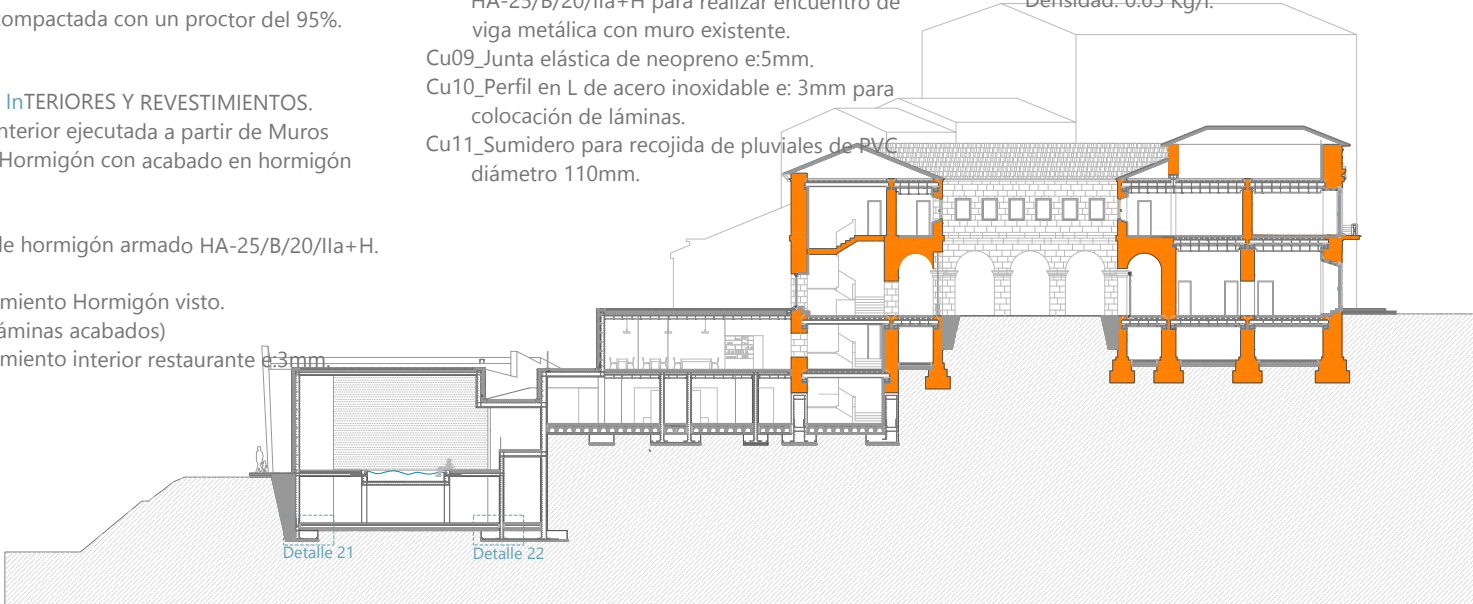 compactada con un proctor del 95%.
InTERIORES Y REVESTIMIENTOS.
nterior ejecutada a partir de Muros
Hormigón con acabado en hormigón
de hormigón armado HA-25/B/20/IIa+H.
miento Hormigón visto.
áminas acabados)
miento interior restaurante e:3mm.
HA-25/B/20/IIa+H para realizar encuentro de
viga metálica con muro existente.
Cu09_Junta elástica de neopreno e:5mm.
Cu10_Perfil en L de acero inoxidable e: 3mm para
colocación de láminas.
Cu11_Sumidero para recojida de pluviales de PVC
diámetro 110mm.
Densidad: 0.65 Kg/l.
Detalle 21
Detalle 22